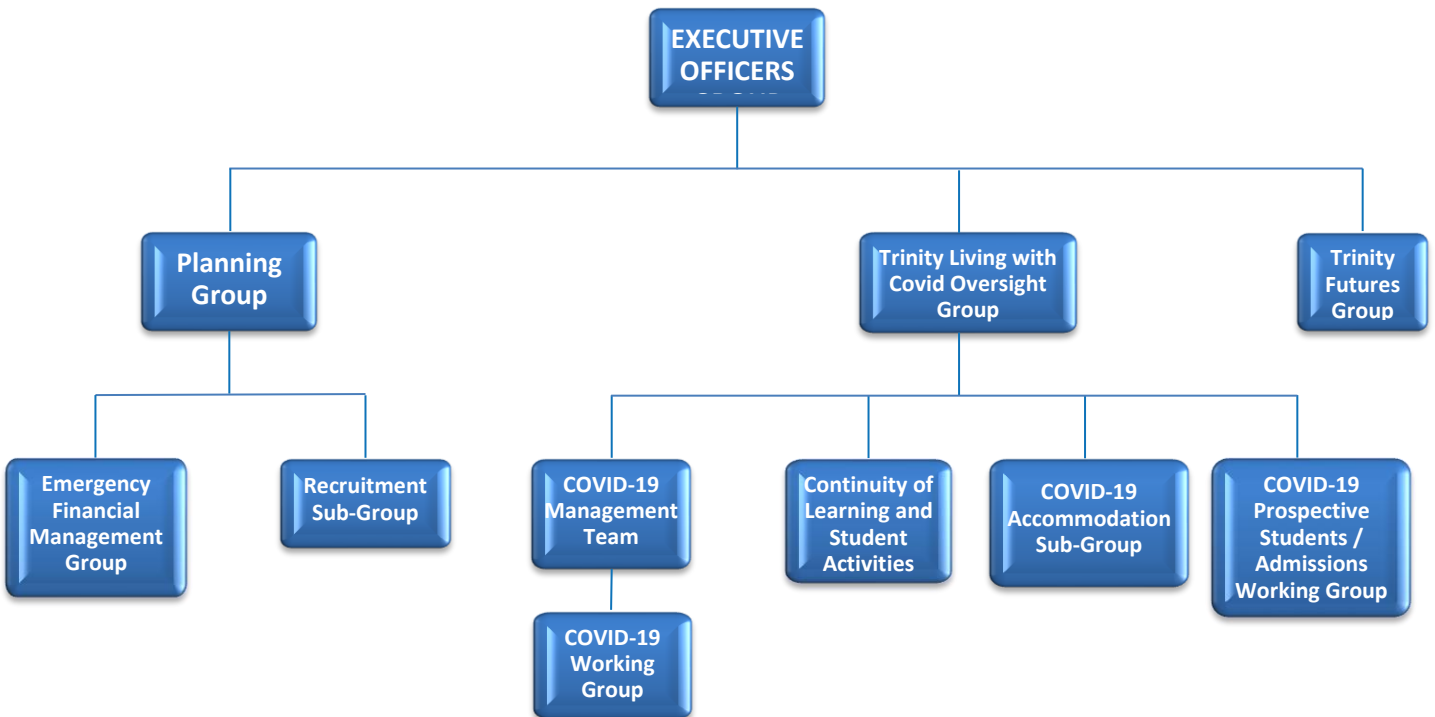 EXECUTIVE
OFFICERS
Planning
Group
Trinity Living with
Covid Oversight
Group
Trinity
Futures
Group
Emergency
Financial
Management
Group
Recruitment
Sub-Group
COVID-19
Management
Team
Continuity of
Learning and
Student
Activities
COVID-19
Accommodation
Sub-Group
COVID-19
Prospective
Students /
Admissions
Working Group
COVID-19
Working
Group